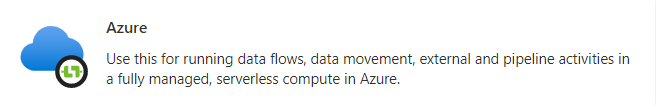 Azure
Use this for running data flows, data movement, external and pipeline activities in
a fully managed, serverless compute in Azure.